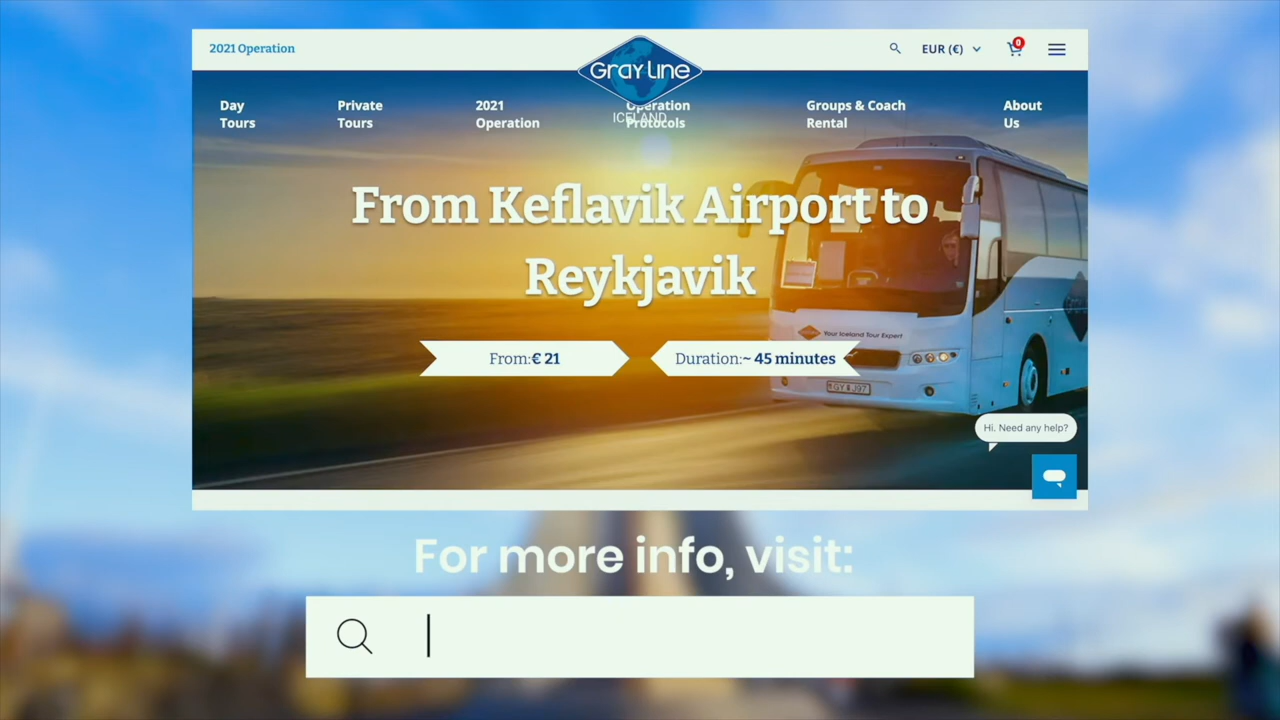 2021 Operation
GRAY LINE
ICELAND
EUR (€)
0
Day
Tours
Private
Tours
2021
Operation
Operation
Protocols
Groups & Coach
Rental
About
Us
From Keflavik Airport to
Reykjavik
Your Iceland Tour Expert
From:€ 21
Duration:~ 45 minutes
Hi. Need any help?
For more info, visit: